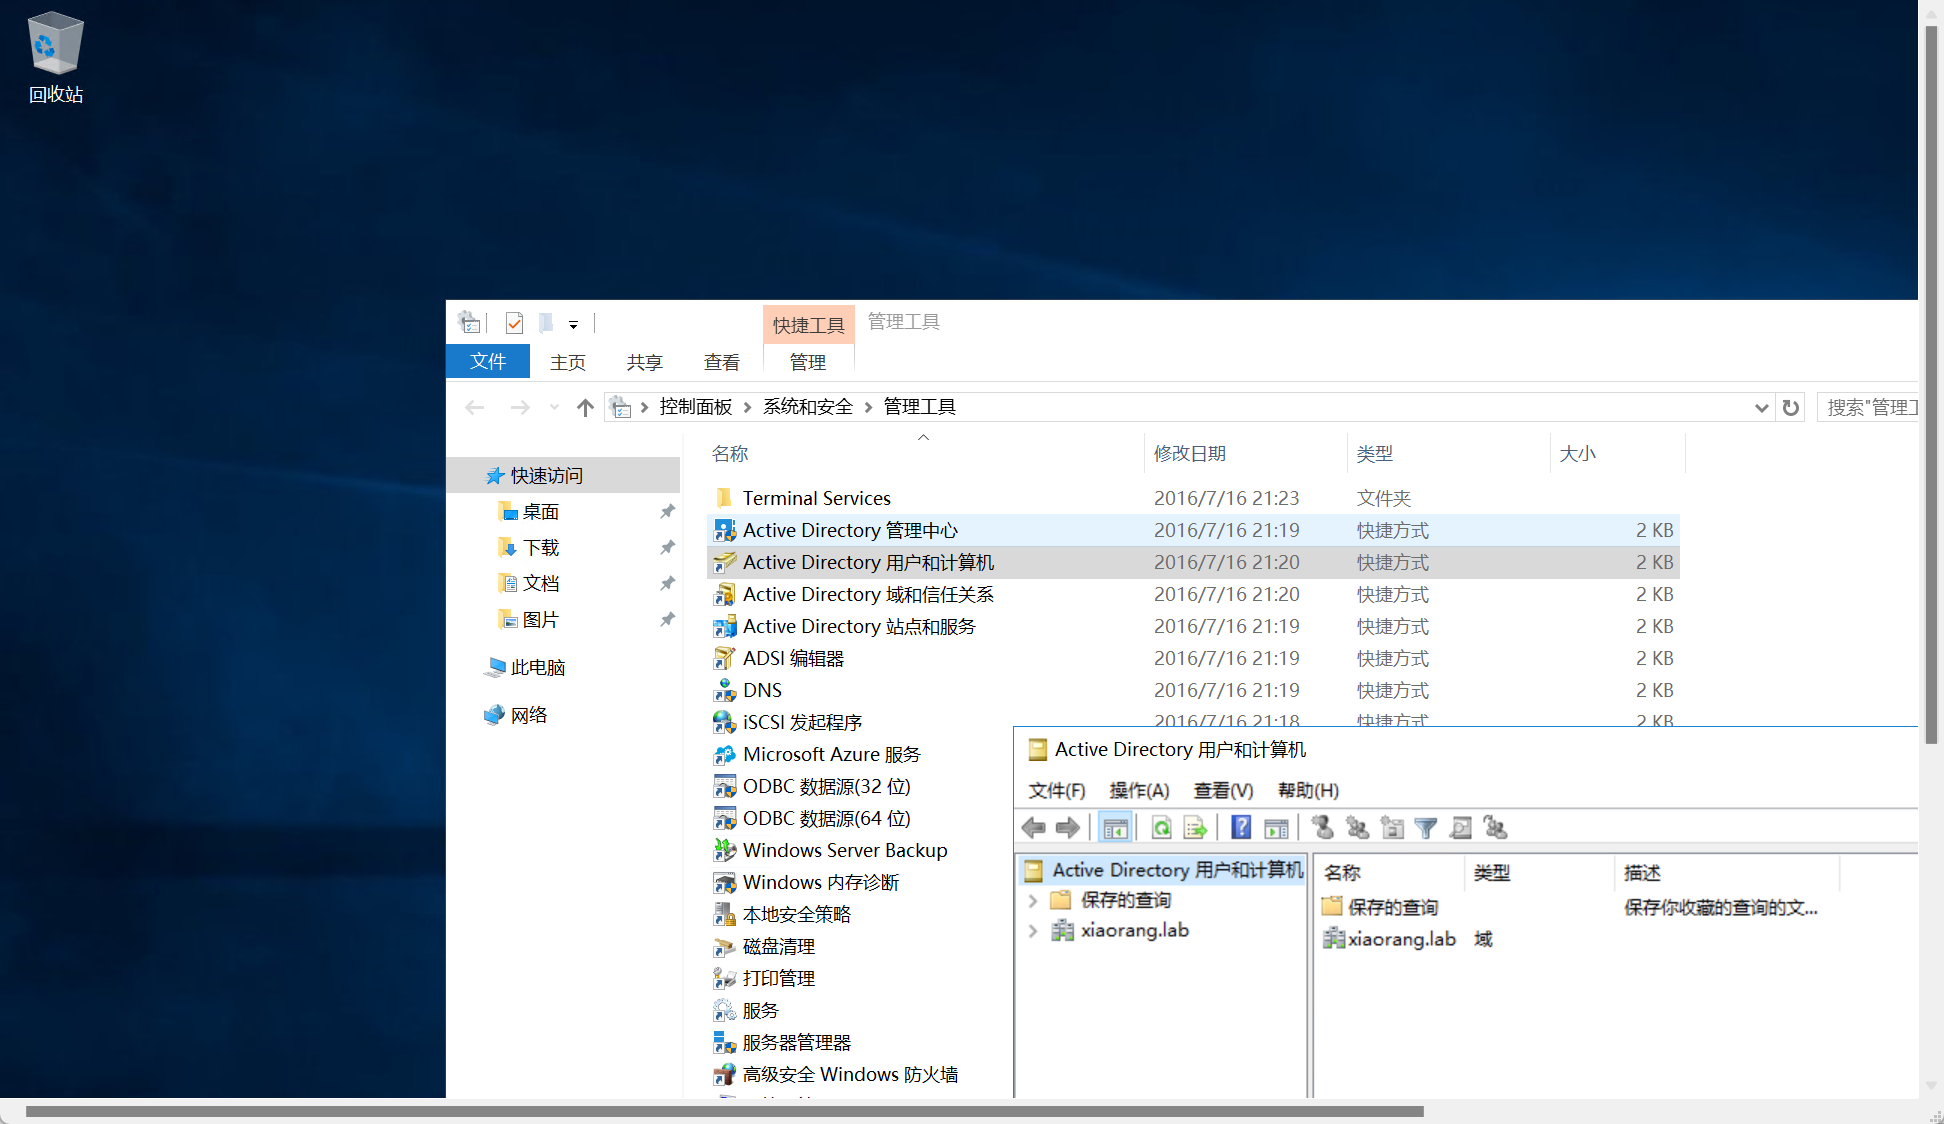 回收站
快捷工具
管理工具
文件
主页
共享
查看
管理
控制面板
系统和安全
管理工具
搜索"管理工
名称
修改日期
类型
大小
快速访问
桌面
下载
文档
图片
此电脑
网络
Terminal Services 2016/7/16 21:23 文件夹
Active Directory 管理中心 2016/7/16 21:19 快捷方式 2 KB
Active Directory 用户和计算机 2016/7/16 21:20 快捷方式 2 KB
Active Directory 域和信任关系 2016/7/16 21:20 快捷方式 2 KB
Active Directory 站点和服务 2016/7/16 21:19 快捷方式 2 KB
ADSI 编辑器 2016/7/16 21:19 快捷方式 2 KB
DNS 2016/7/16 21:19 快捷方式 2 KB
iSCSI 发起程序 2016/7/16 21:18 快捷方式 2 KB
Microsoft Azure 服务
ODBC 数据源(32 位)
ODBC 数据源(64 位)
Windows Server Backup
Windows 内存诊断
本地安全策略
磁盘清理
打印管理
服务
服务器管理器
高级安全 Windows 防火墙
Active Directory 用户和计算机
文件(F) 操作(A) 查看(V) 帮助(H)
Active Directory 用户和计算机
保存的查询
xiaorang.lab
名称 类型 描述
保存的查询 保存你收藏的查询的文...
xiaorang.lab 域